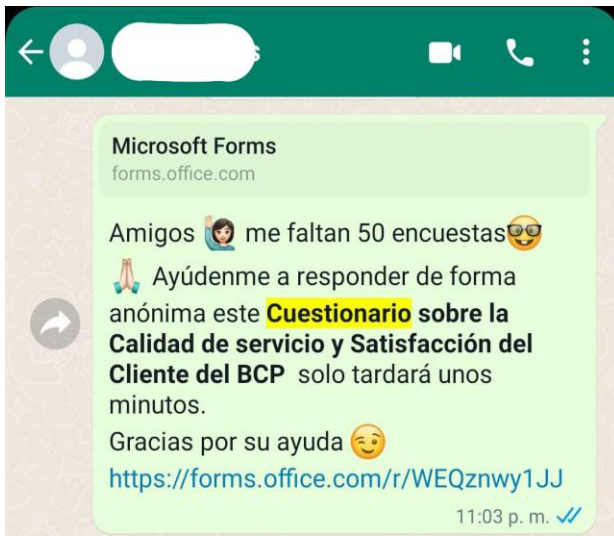 Microsoft Forms
forms.office.com
Amigos 🙋🏻‍♀️ me faltan 50 encuestas🤓
🙏🏻 Ayúdenme a responder de forma
anónima este Cuestionario sobre la
Calidad de servicio y Satisfacción del
Cliente del BCP solo tardará unos
minutos.
Gracias por su ayuda 😉
https://forms.office.com/r/WEQznwy1JJ
11:03 p. m.